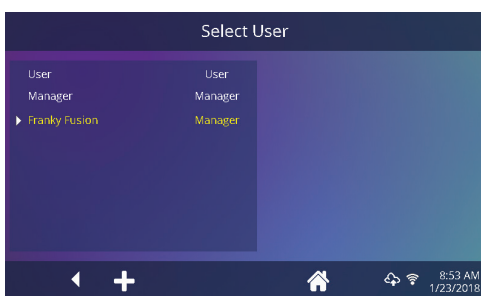 Select User
User User
Manager Manager
Franky Fusion Manager
8:53 AM
1/23/2018